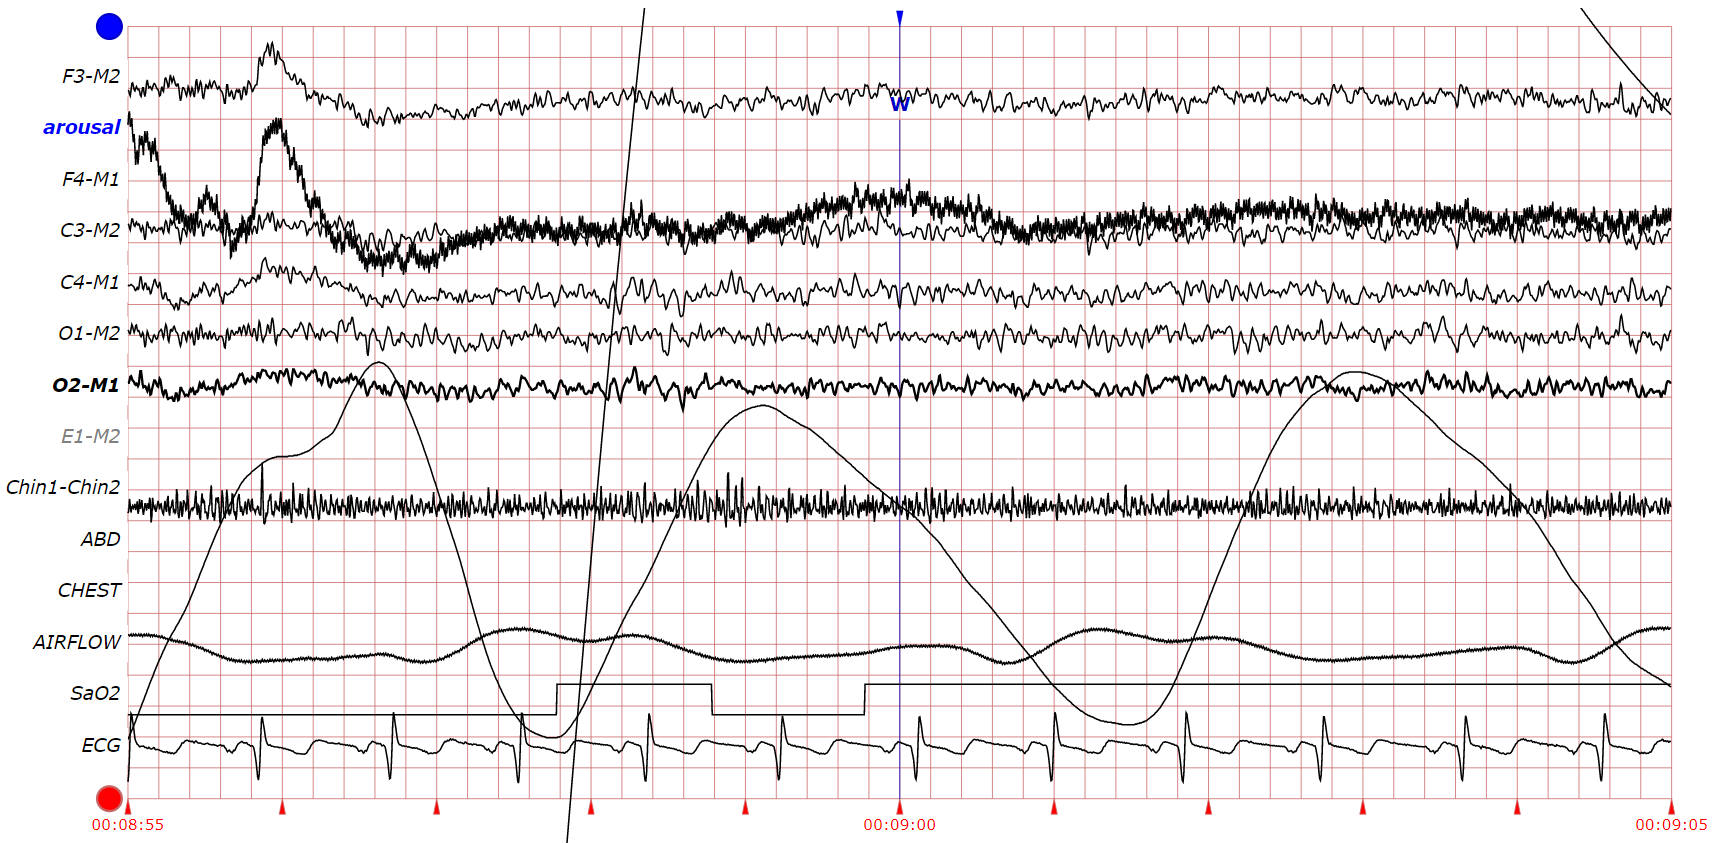 F3-M2
W
arousal
F4-M1
C3-M2
C4-M1
O1-M2
O2-M1
E1-M2
Chin1-Chin2
ABD
CHEST
AIRFLOW
SaO2
ECG
00:08:55 00:09:00 00:09:05